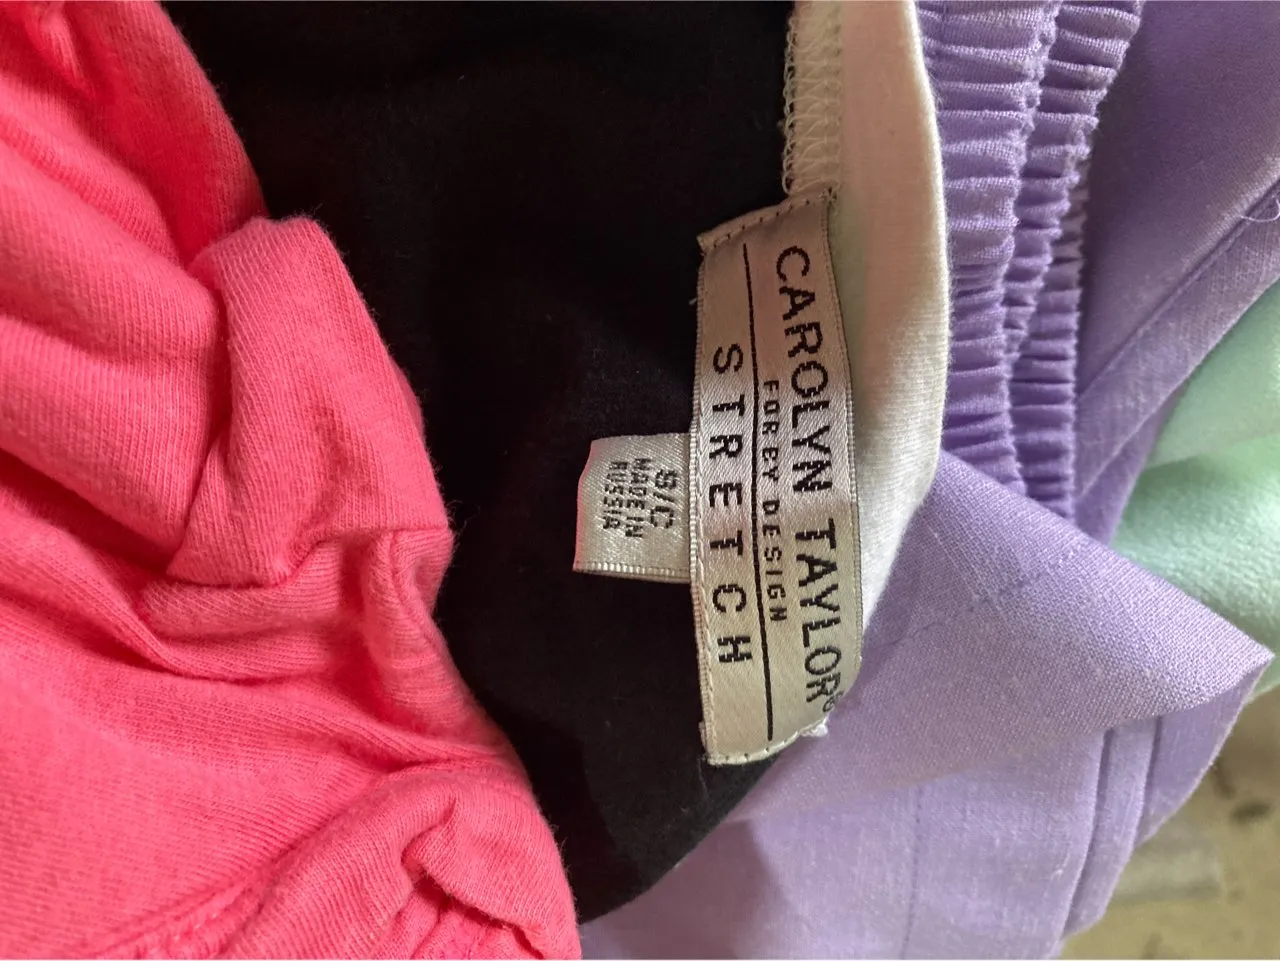 CAROLYN TAYLOR®
FOR BY DESIGN
STRETCH
S/C
MADE IN
RUSSIA